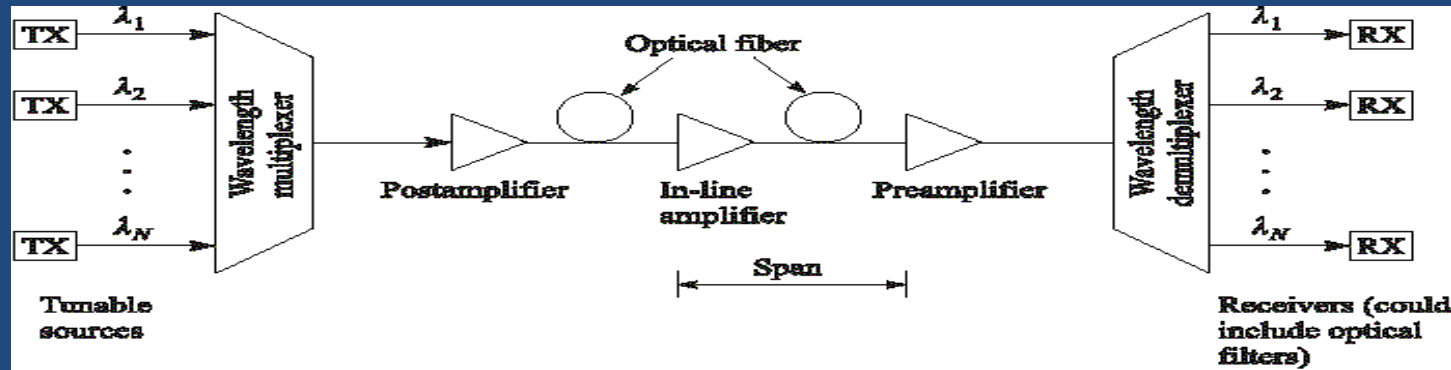 TX
λ1
TX
λ2
TX
λN
Tunable
sources
Wavelength
multiplexer
Optical fiber
Postamplifier
In-line
amplifier
Preamplifier
Span
Wavelength
demultiplexer
λ1
RX
λ2
RX
λN
RX
Receivers (could
include optical
filters)